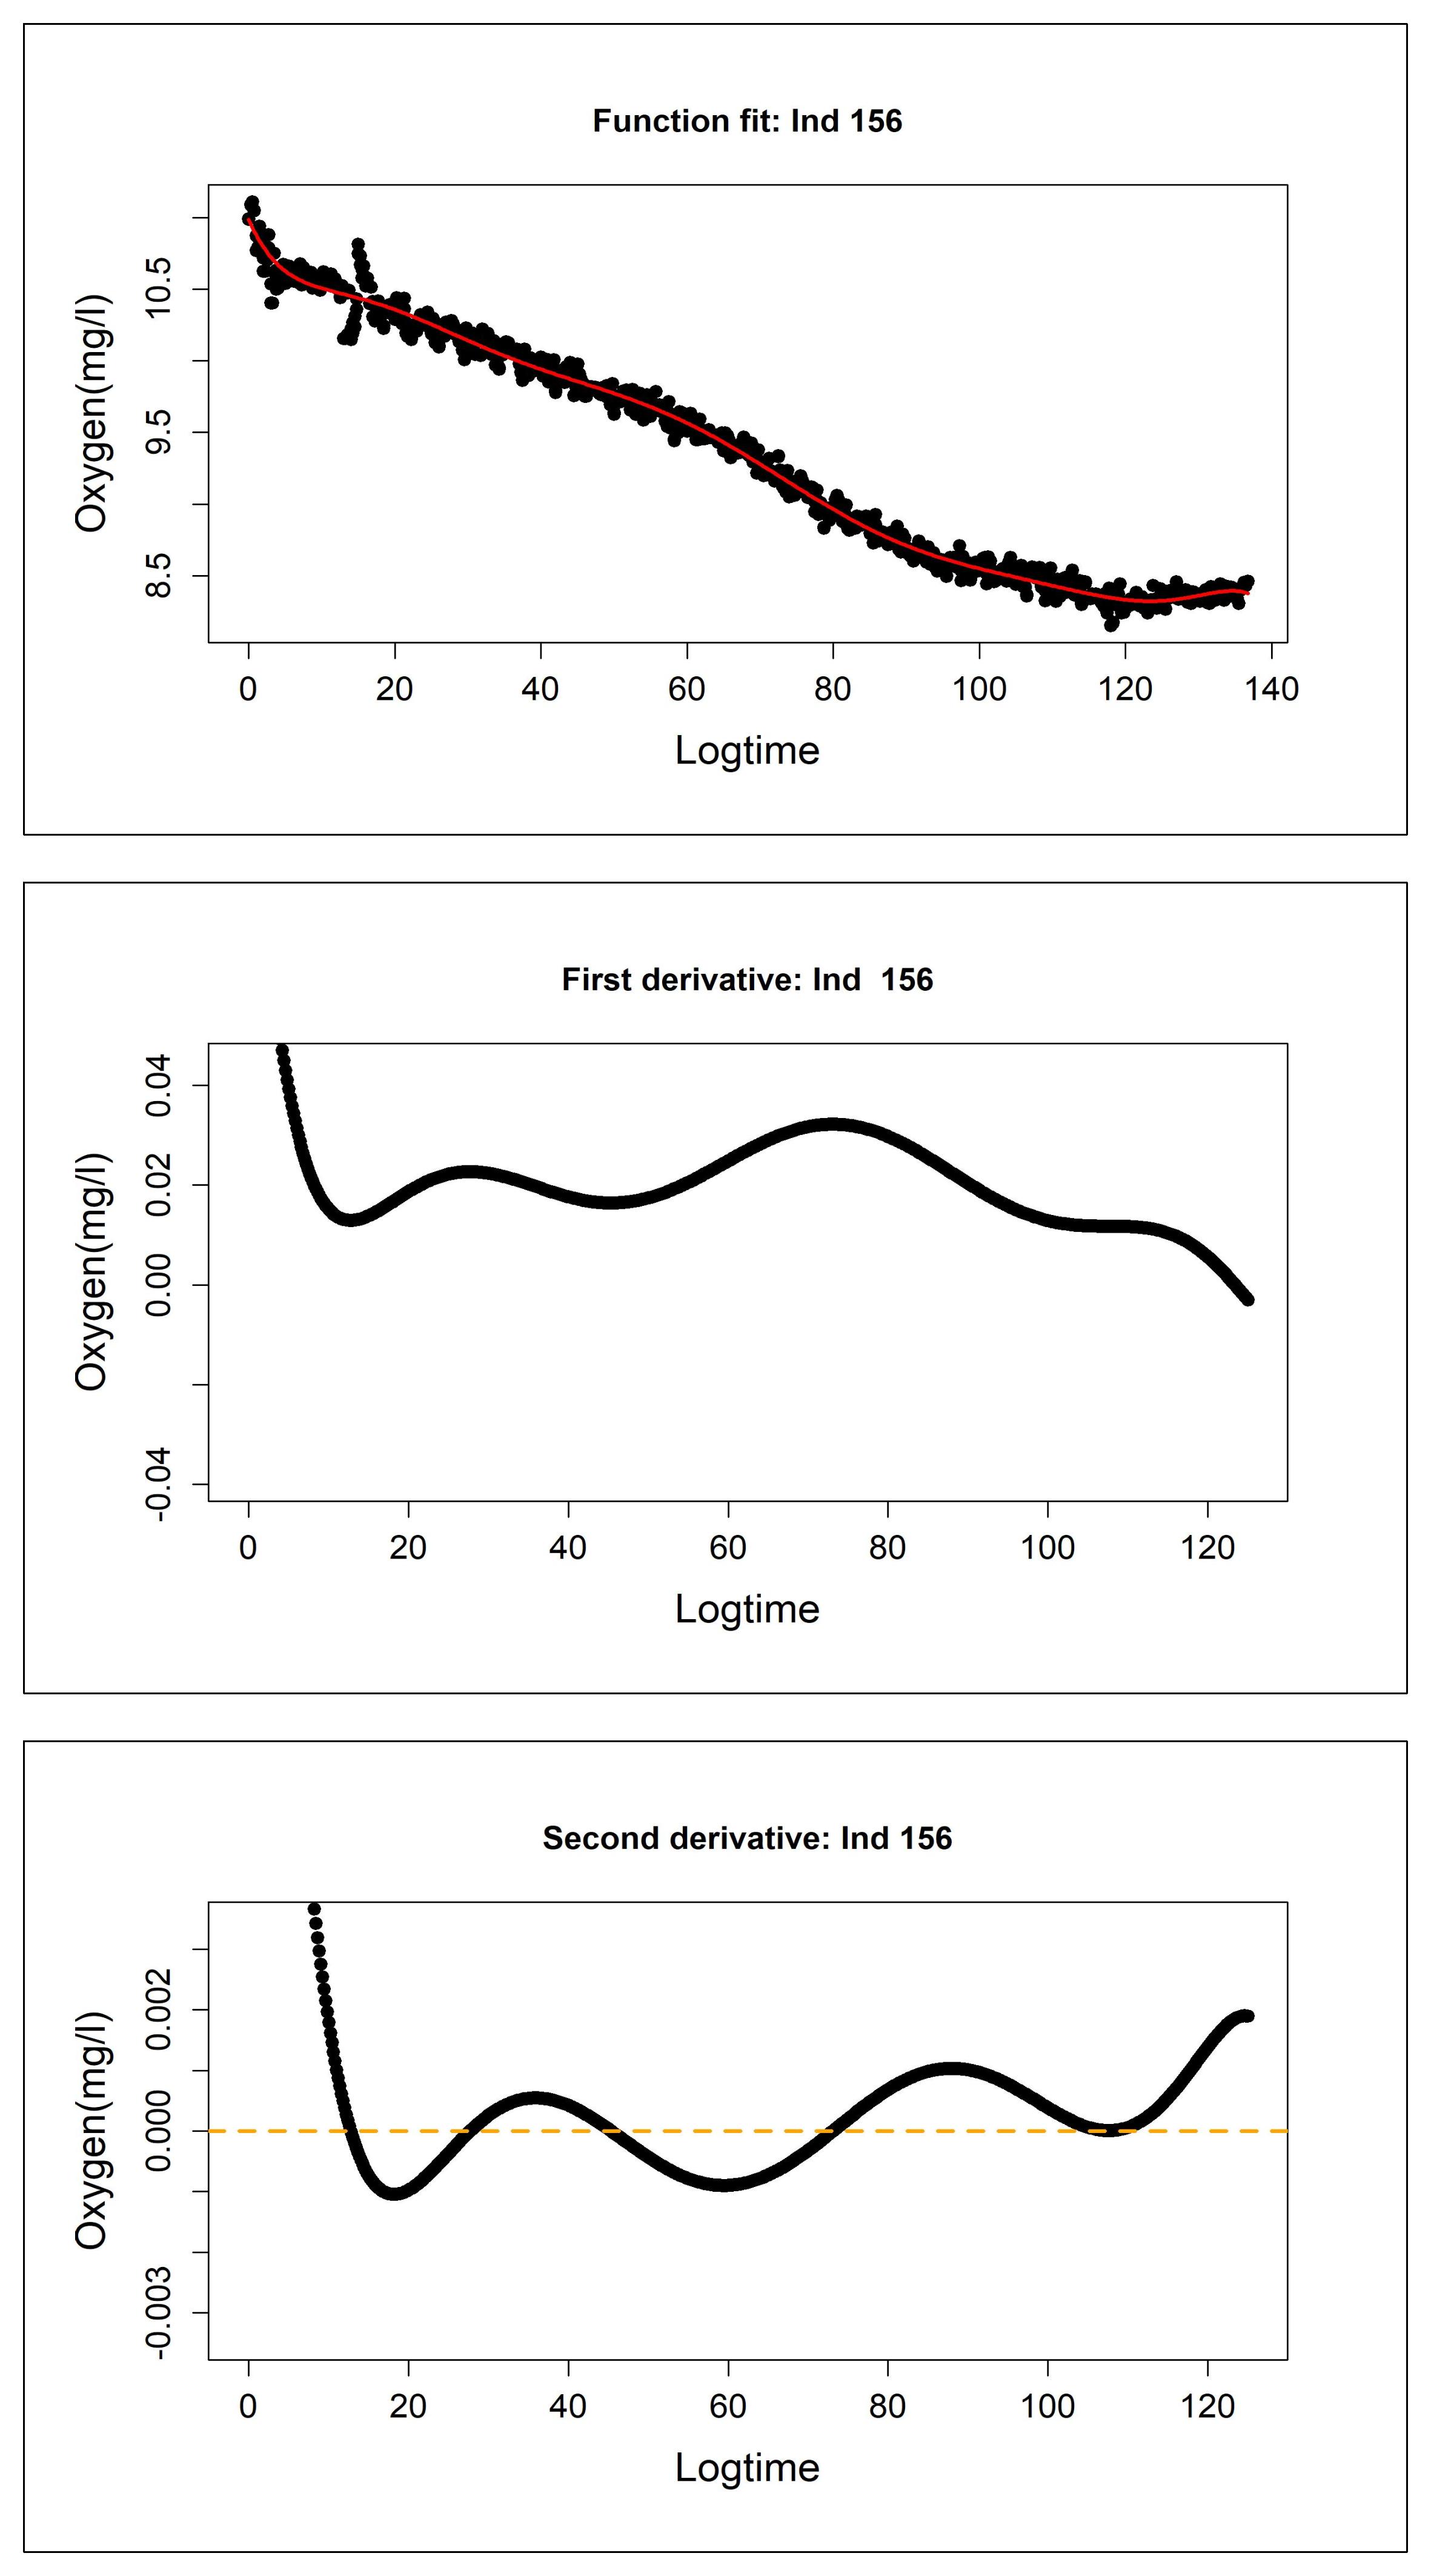 Function fit: Ind 156
Oxygen(mg/l)
10.5
9.5
8.5
0 20 40 60 80 100 120 140
Logtime
First derivative: Ind  156
Oxygen(mg/l)
0.04
0.02
0.00
-0.04
0 20 40 60 80 100 120
Logtime
Second derivative: Ind 156
Oxygen(mg/l)
0.002
0.000
-0.003
0 20 40 60 80 100 120
Logtime